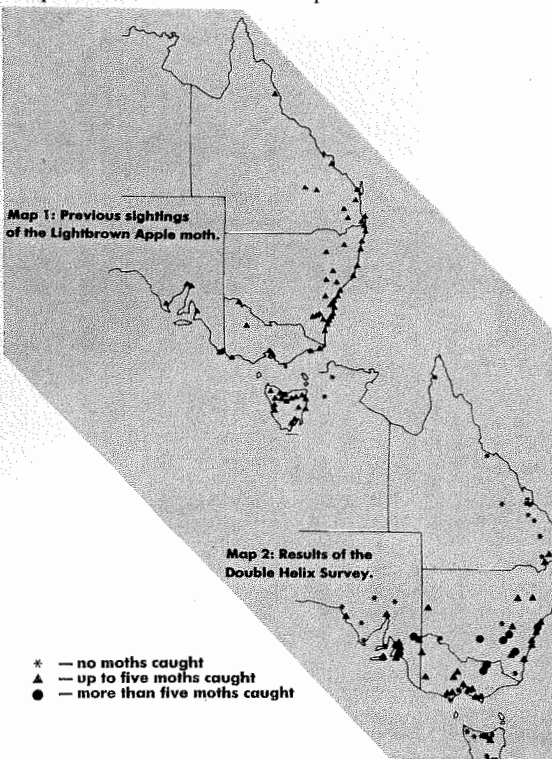 Map 1: Previous sightings
of the Lightbrown Apple moth.
Map 2: Results of the
Double Helix Survey.
* — no moths caught
▲ — up to five moths caught
● — more than five moths caught